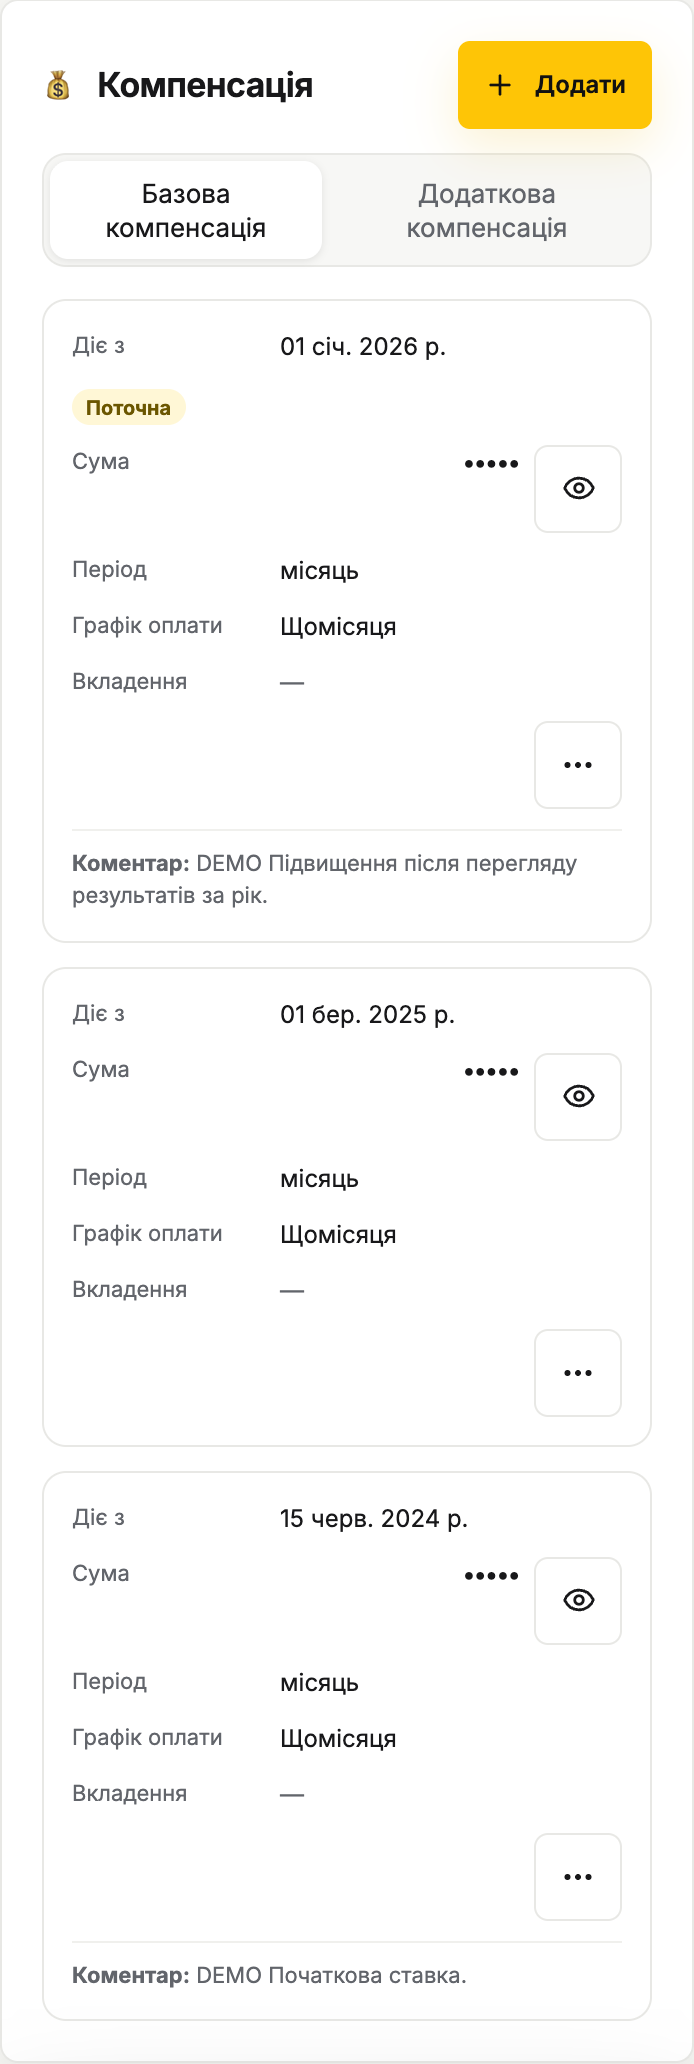 Компенсація
+ Додати
Базова
компенсація
Додаткова
компенсація
Діє з
01 січ. 2026 р.
Поточна
Сума
•••••
Період
місяць
Графік оплати
Щомісяця
Вкладення
—
Коментар: DEMO Підвищення після перегляду
результатів за рік.
Діє з
01 бер. 2025 р.
Сума
•••••
Період
місяць
Графік оплати
Щомісяця
Вкладення
—
Діє з
15 черв. 2024 р.
Сума
•••••
Період
місяць
Графік оплати
Щомісяця
Вкладення
—
Коментар: DEMO Початкова ставка.